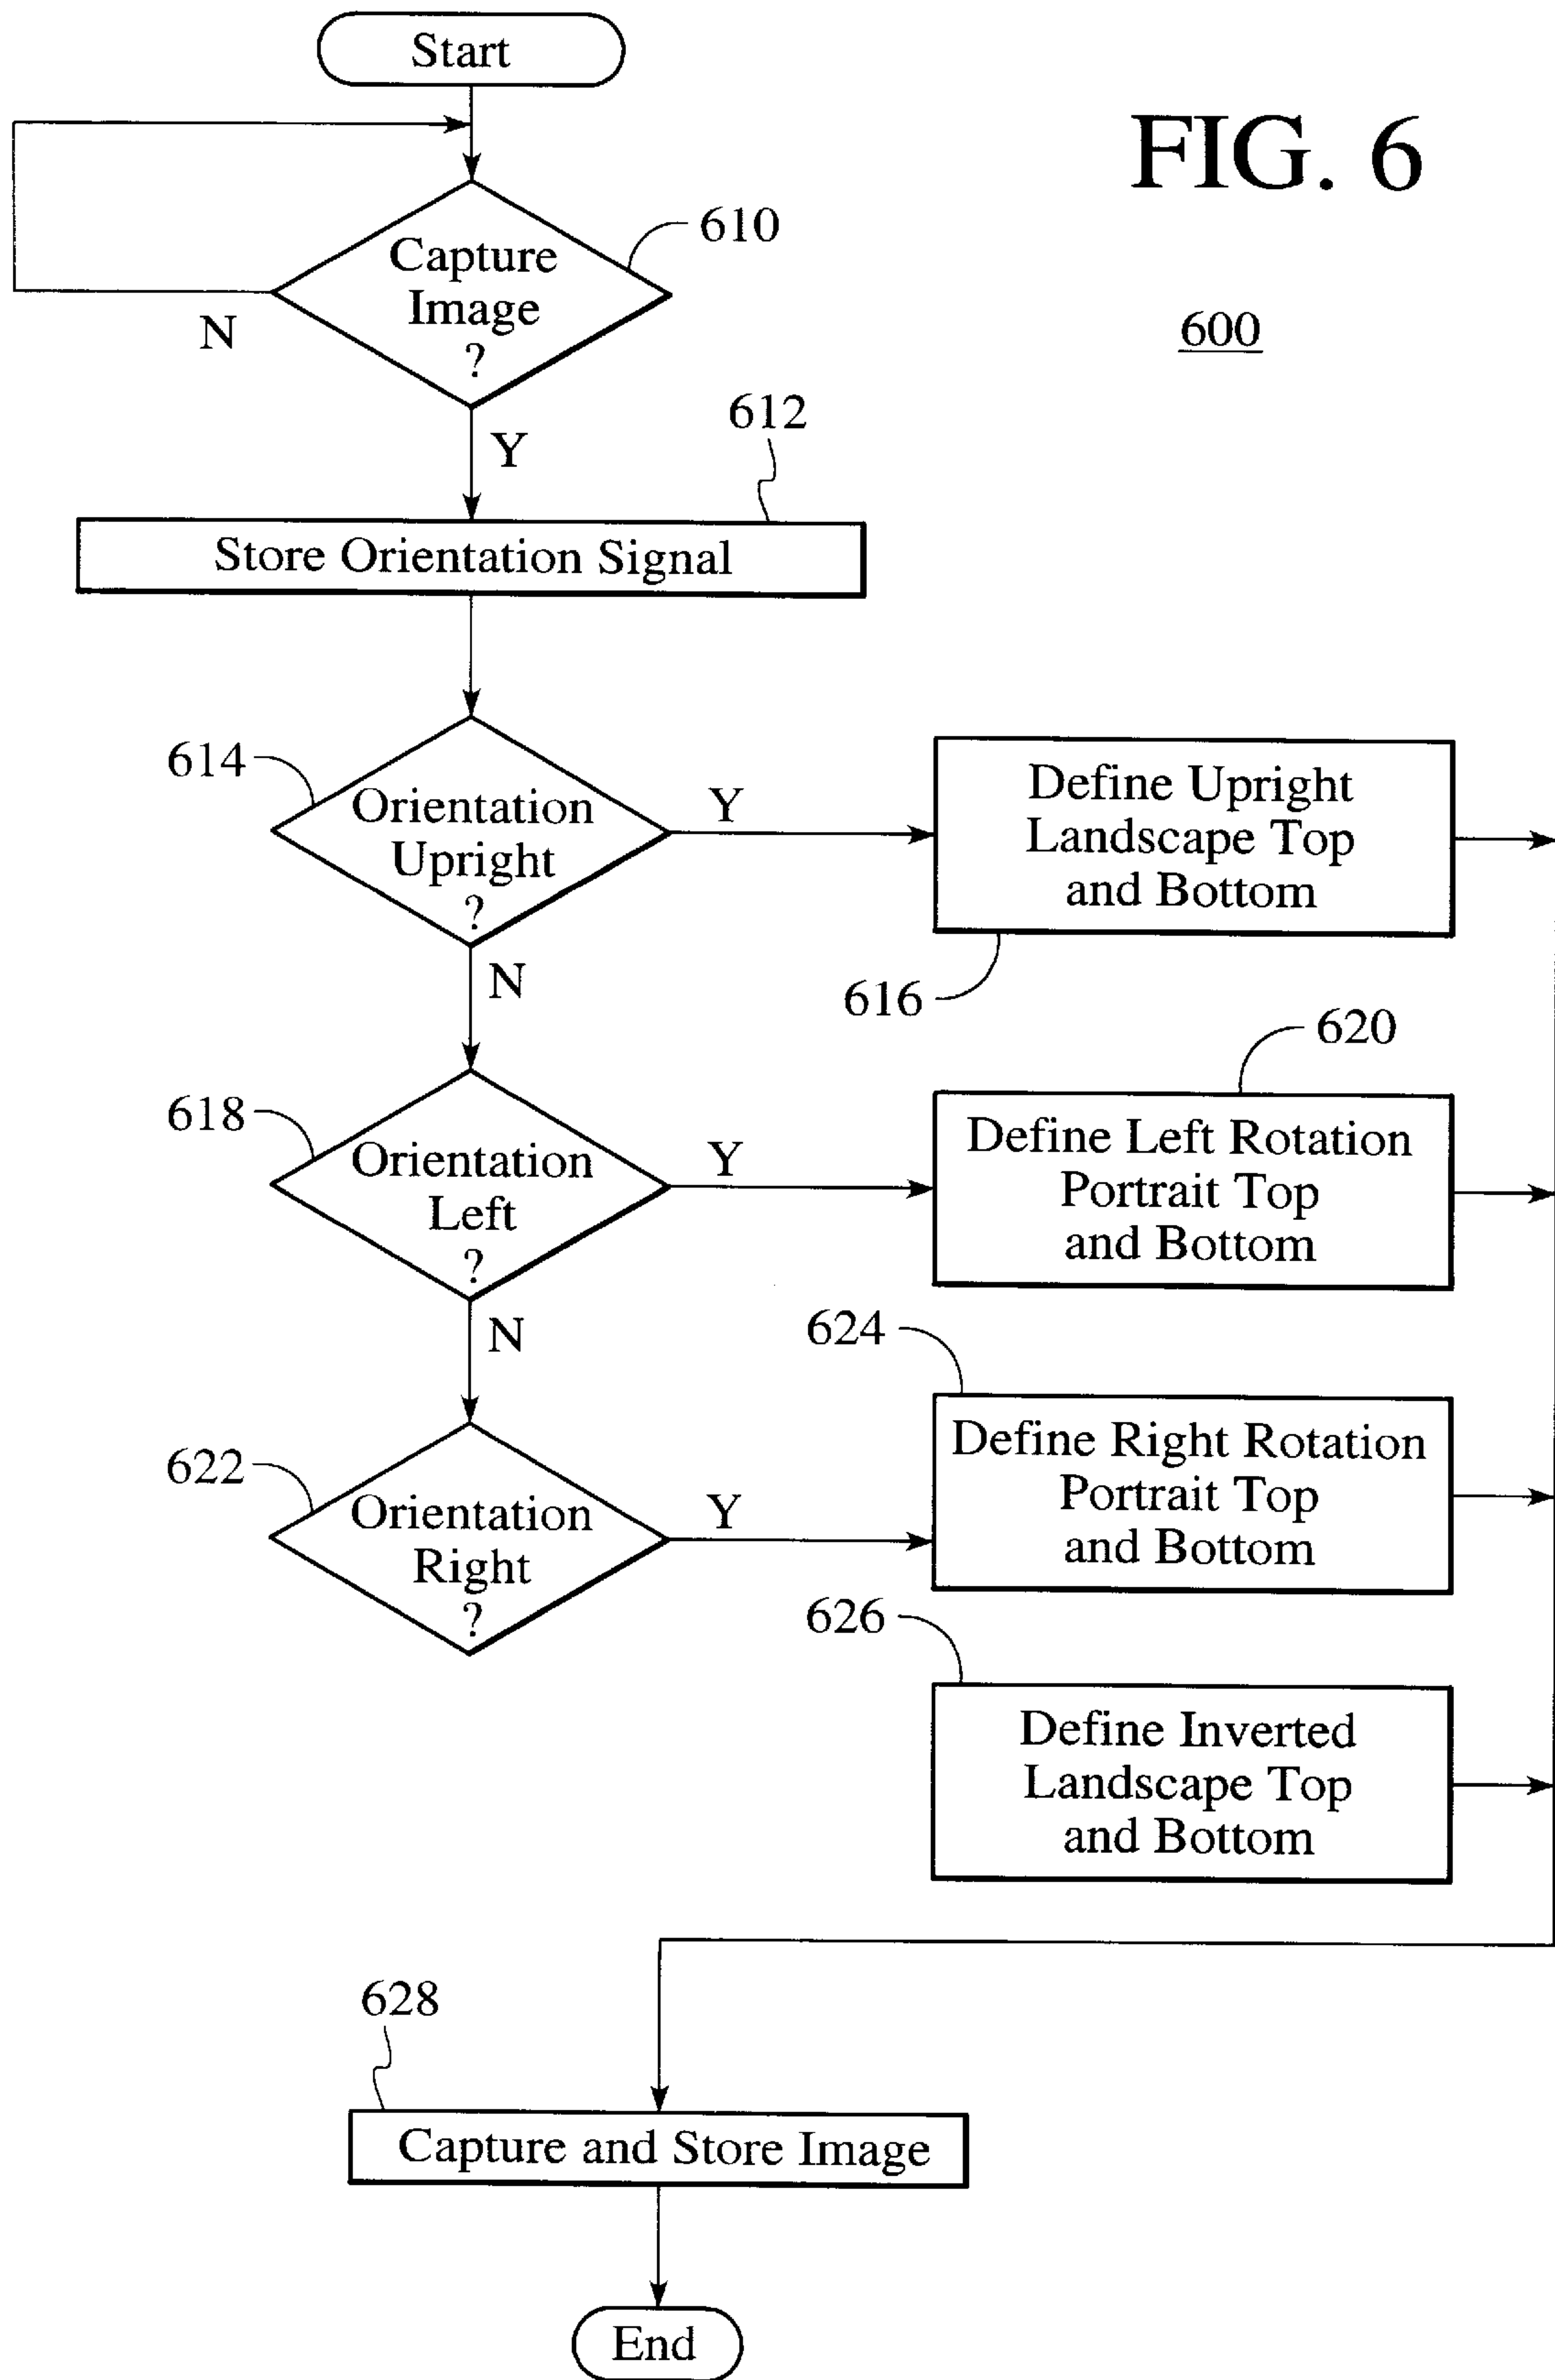 Start
FIG. 6
610
Capture
Image
?
600
N
Y
612
Store Orientation Signal
614
Orientation
Upright
?
Y
Define Upright
Landscape Top
and Bottom
N
616
620
618
Orientation
Left
?
Y
Define Left Rotation
Portrait Top
and Bottom
N
624
622
Orientation
Right
?
Y
Define Right Rotation
Portrait Top
and Bottom
626
Define Inverted
Landscape Top
and Bottom
628
Capture and Store Image
End